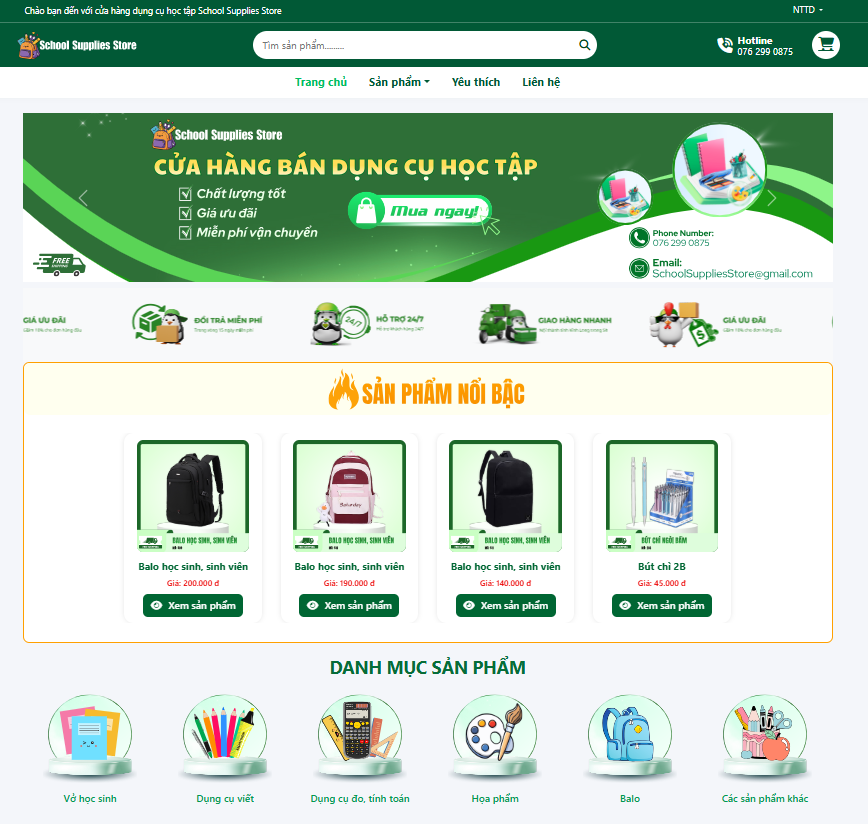 Chào bạn đến với cửa hàng dụng cụ học tập School Supplies Store
NTTD
School Supplies Store
Tìm sản phẩm.........
Hotline
076 299 0875
Trang chủ
Sản phẩm
Yêu thích
Liên hệ
School Supplies Store
CỬA HÀNG BÁN DỤNG CỤ HỌC TẬP
Chất lượng tốt
Giá ưu đãi
Miễn phí vận chuyển
Mua ngay!
FREE
Phone Number:
076 299 0875
Email:
SchoolSuppliesStore@gmail.com
GIÁ ƯU ĐÃI
ĐỔI TRẢ MIỄN PHÍ
24/7
HỖ TRỢ 24/7
GIAO HÀNG NHANH
GIÁ ƯU ĐÃI
SẢN PHẨM NỔI BẬC
BALO HỌC SINH, SINH VIÊN
Saturday
BALO HỌC SINH, SINH VIÊN
BALO HỌC SINH, SINH VIÊN
BÚT CHÌ NGÒI BẤM
Balo học sinh, sinh viên
Balo học sinh, sinh viên
Balo học sinh, sinh viên
Bút chì 2B
Giá: 200.000 đ
Giá: 190.000 đ
Giá: 140.000 đ
Giá: 45.000 đ
Xem sản phẩm
Xem sản phẩm
Xem sản phẩm
Xem sản phẩm
DANH MỤC SẢN PHẨM
Vở học sinh
Dụng cụ viết
Dụng cụ đo, tính toán
Họa phẩm
Balo
Các sản phẩm khác